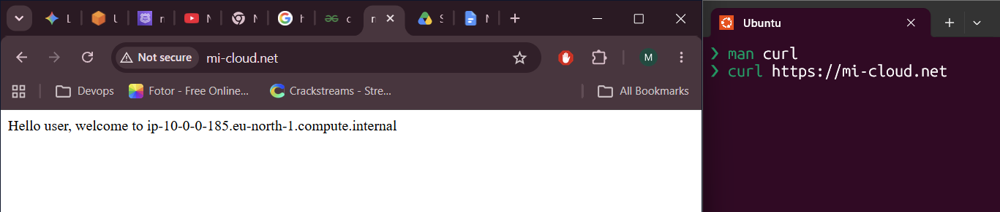 L
U
r
N
N
h
c
r
S
N
Not secure
mi-cloud.net
M
Devops
Fotor - Free Online...
Crackstreams - Stre...
All Bookmarks
Hello user, welcome to ip-10-0-0-185.eu-north-1.compute.internal
Ubuntu
❯ man curl
❯ curl https://mi-cloud.net